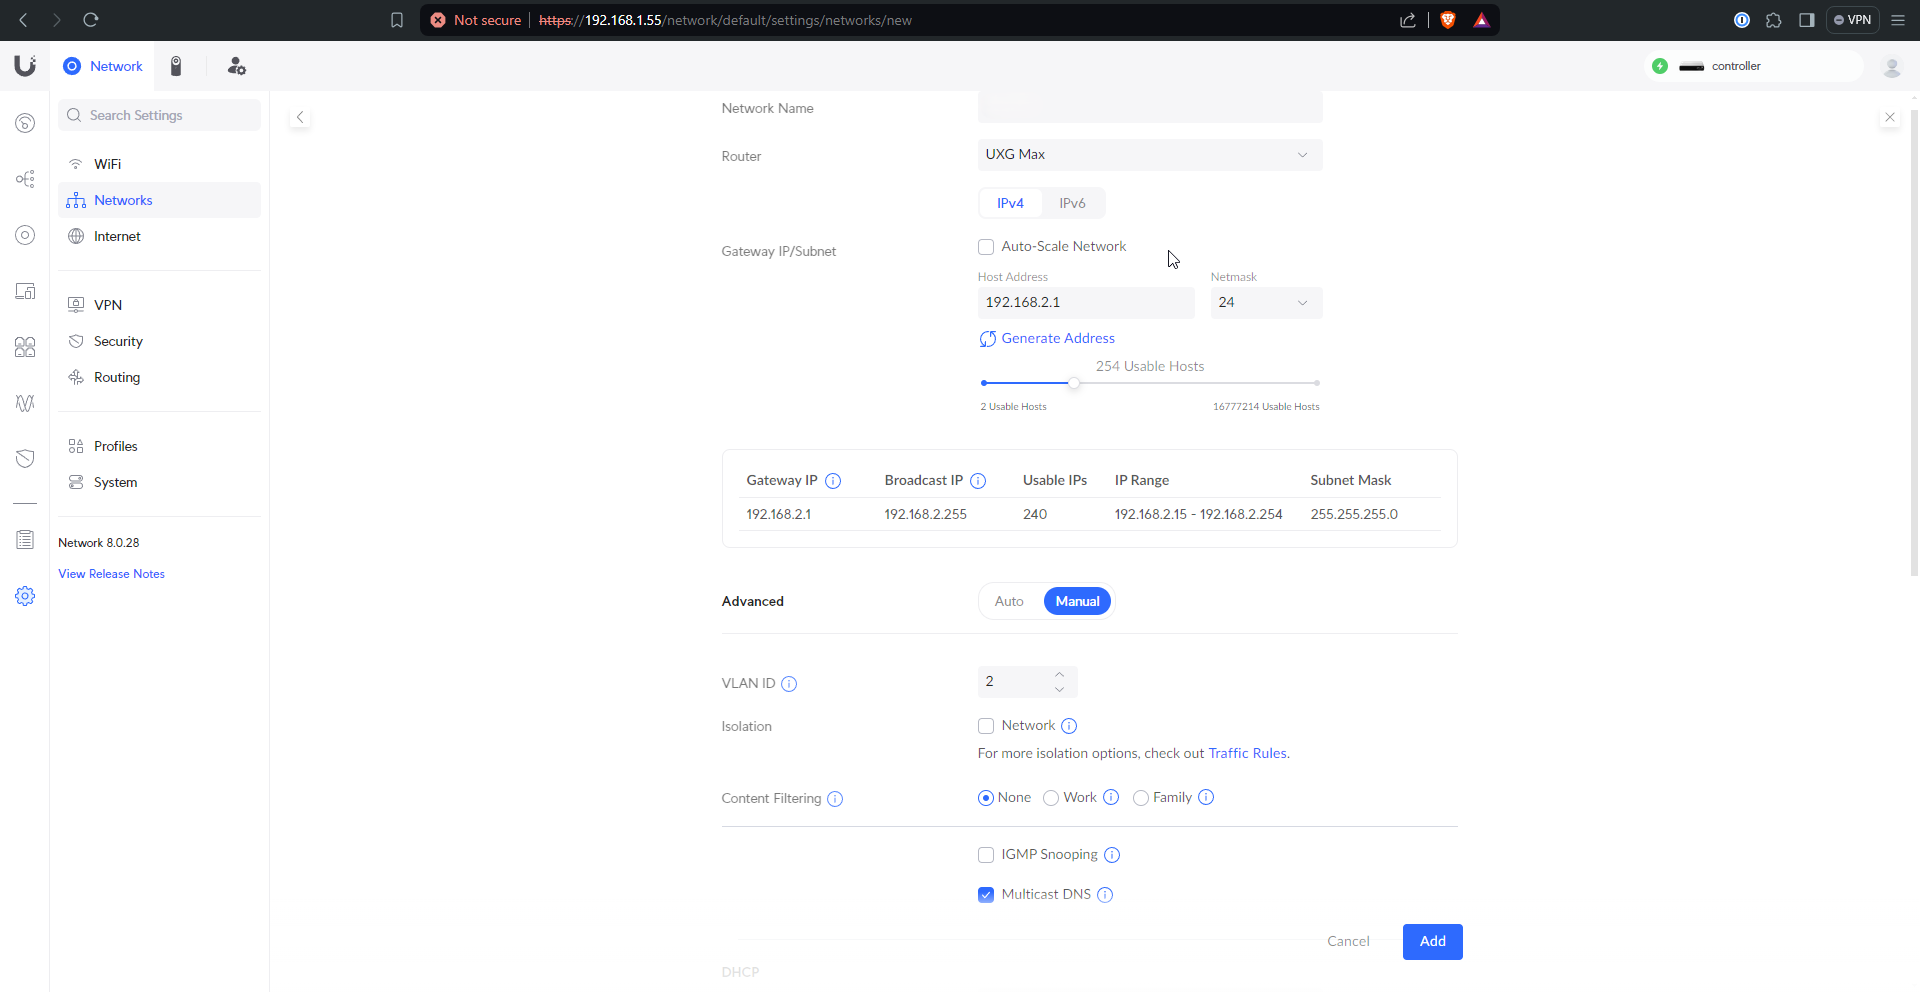 Not secure https://192.168.1.55/network/default/settings/networks/new
VPN
Network
controller
Search Settings
WiFi
Networks
Internet
VPN
Security
Routing
Profiles
System
Network 8.0.28
View Release Notes
Network Name
Router
UXG Max
IPv4 IPv6
Gateway IP/Subnet
Auto-Scale Network
Host Address Netmask
192.168.2.1 24
Generate Address
254 Usable Hosts
2 Usable Hosts 16777214 Usable Hosts
Gateway IP Broadcast IP Usable IPs IP Range Subnet Mask
192.168.2.1 192.168.2.255 240 192.168.2.15 - 192.168.2.254 255.255.255.0
Advanced Auto Manual
VLAN ID 2
Isolation Network
For more isolation options, check out Traffic Rules.
Content Filtering None Work Family
IGMP Snooping
Multicast DNS
Cancel Add
DHCP